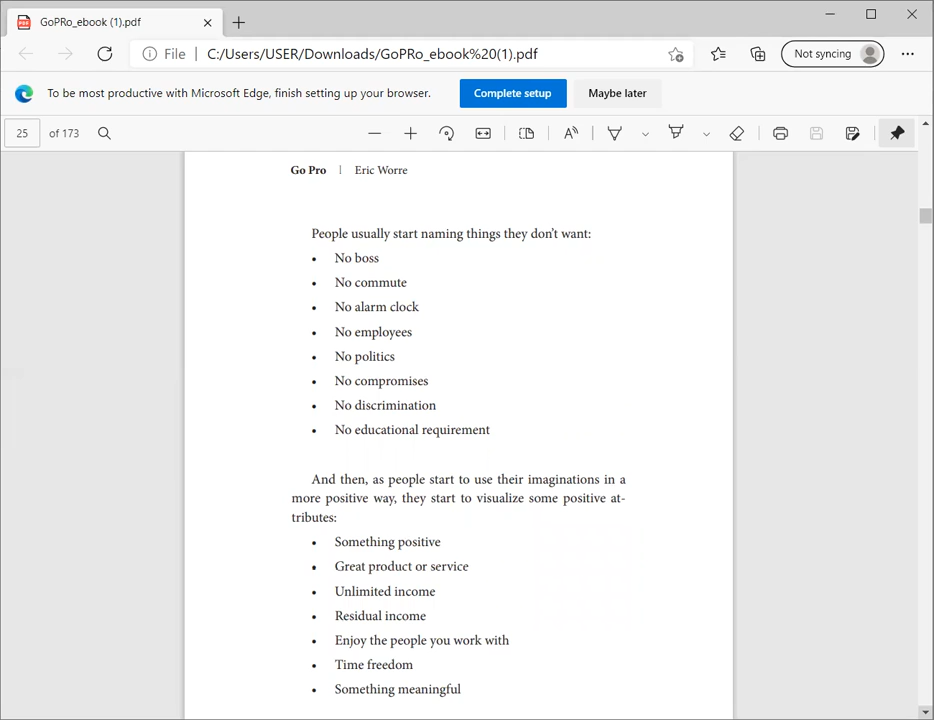 GoPRo_ebook (1).pdf
File
C:/Users/USER/Downloads/GoPRo_ebook%20(1).pdf
Not syncing
To be most productive with Microsoft Edge, finish setting up your browser.
Complete setup
Maybe later
25 of 173
Go Pro l Eric Worre
People usually start naming things they don’t want:
• No boss
• No commute
• No alarm clock
• No employees
• No politics
• No compromises
• No discrimination
• No educational requirement
And then, as people start to use their imaginations in a
more positive way, they start to visualize some positive at-
tributes:
• Something positive
• Great product or service
• Unlimited income
• Residual income
• Enjoy the people you work with
• Time freedom
• Something meaningful